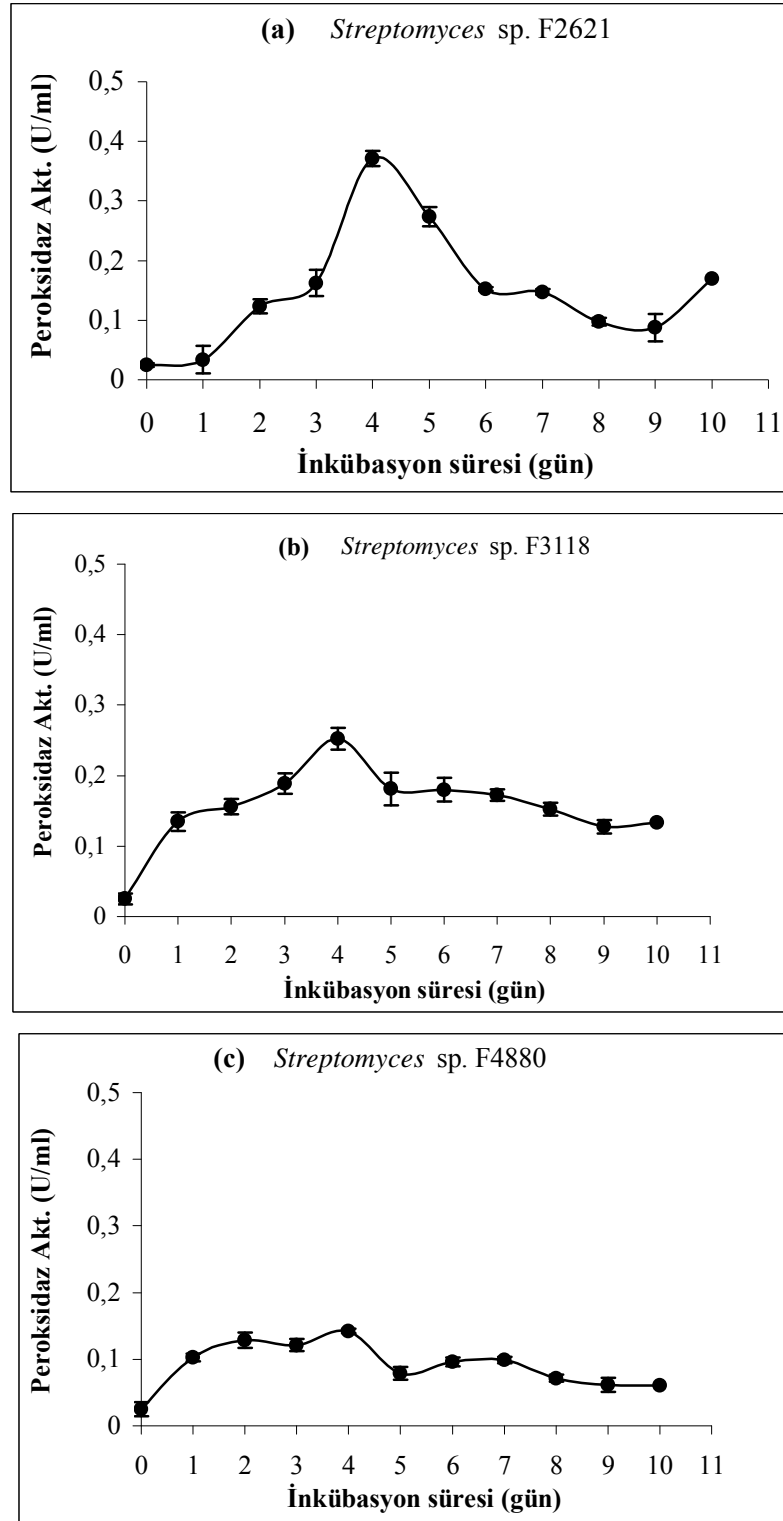 (a) Streptomyces sp. F2621
0,5
0,4
0,3
0,2
0,1
0
Peroksidaz Akt. (U/ml)
0 1 2 3 4 5 6 7 8 9 10 11
İnkübasyon süresi (gün)
(b) Streptomyces sp. F3118
0,5
0,4
0,3
0,2
0,1
0
Peroksidaz Akt. (U/ml)
0 1 2 3 4 5 6 7 8 9 10 11
İnkübasyon süresi (gün)
(c) Streptomyces sp. F4880
0,5
0,4
0,3
0,2
0,1
0
Peroksidaz Akt. (U/ml)
0 1 2 3 4 5 6 7 8 9 10 11
İnkübasyon süresi (gün)